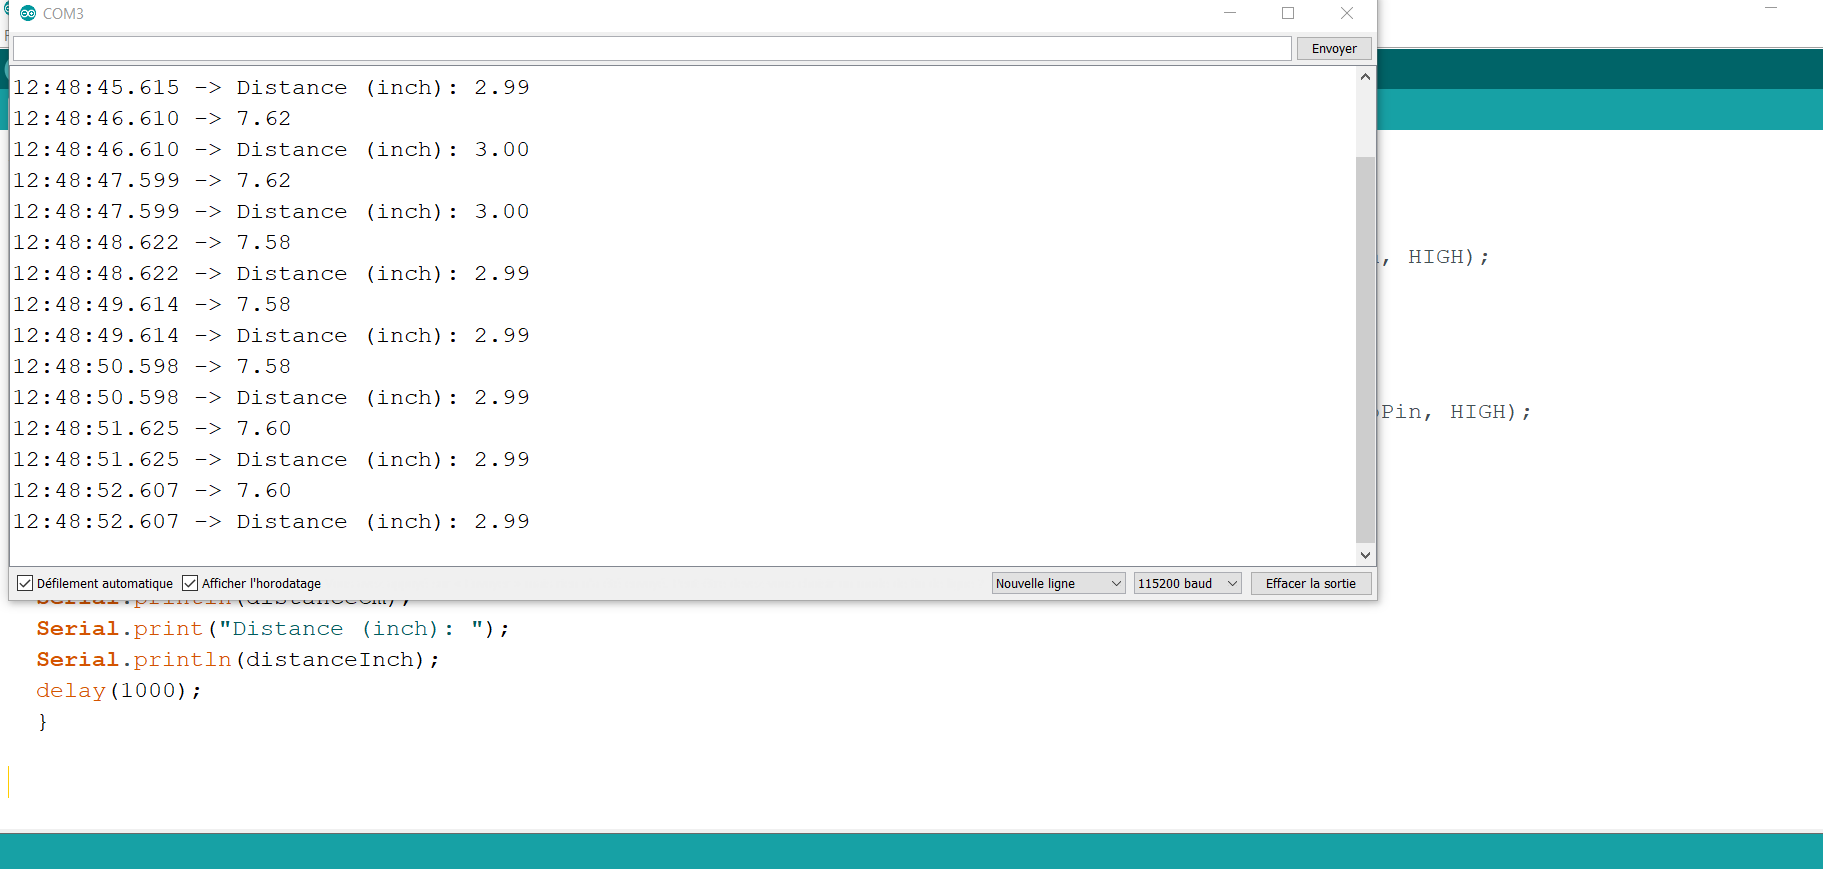 COM3
Envoyer
12:48:45.615 -> Distance (inch): 2.99
12:48:46.610 -> 7.62
12:48:46.610 -> Distance (inch): 3.00
12:48:47.599 -> 7.62
12:48:47.599 -> Distance (inch): 3.00
12:48:48.622 -> 7.58
12:48:48.622 -> Distance (inch): 2.99
12:48:49.614 -> 7.58
12:48:49.614 -> Distance (inch): 2.99
12:48:50.598 -> 7.58
12:48:50.598 -> Distance (inch): 2.99
12:48:51.625 -> 7.60
12:48:51.625 -> Distance (inch): 2.99
12:48:52.607 -> 7.60
12:48:52.607 -> Distance (inch): 2.99
, HIGH);
Pin, HIGH);
Défilement automatique Afficher l'horodatage Nouvelle ligne 115200 baud Effacer la sortie
Serial.println(distanceCm);
Serial.print("Distance (inch): ");
Serial.println(distanceInch);
delay(1000);
}